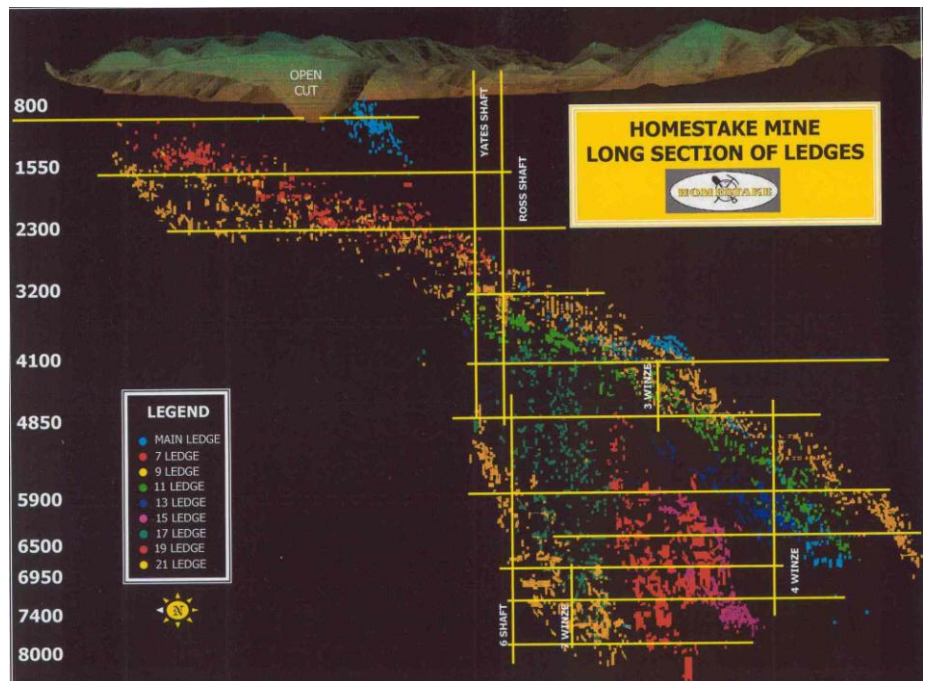 OPEN
CUT
800
1550
2300
3200
4100
4850
5900
6500
6950
7400
8000
YATES SHAFT
ROSS SHAFT
HOMESTAKE MINE
LONG SECTION OF LEDGES
HOMESTAKE
3 WINZE
4 WINZE
6 SHAFT
7 WINZE
LEGEND
MAIN LEDGE
7 LEDGE
9 LEDGE
11 LEDGE
13 LEDGE
15 LEDGE
17 LEDGE
19 LEDGE
21 LEDGE
N